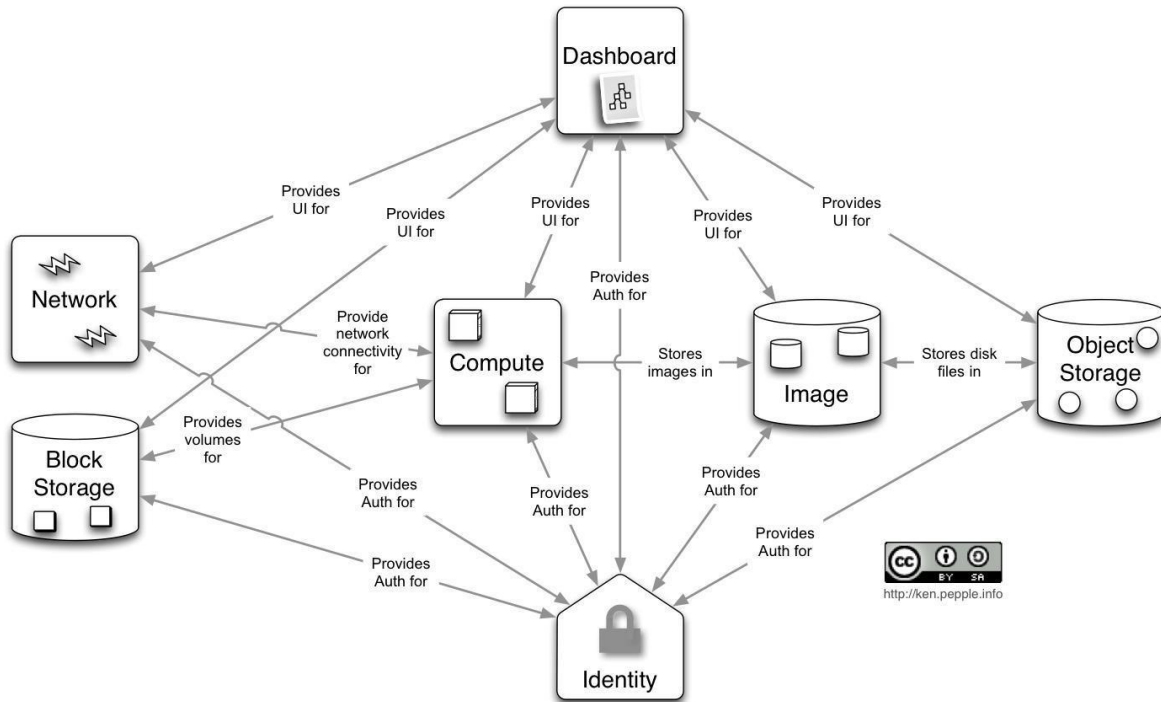 Dashboard
Provides
UI for
Provides
UI for
Provides
UI for
Provides
UI for
Provides
UI for
Provides
Auth for
Network
Provide
network
connectivity
for
Compute
Stores
images in
Image
Stores disk
files in
Object
Storage
Block
Storage
Provides
volumes
for
Provides
Auth for
Provides
Auth for
Provides
Auth for
Provides
Auth for
Provides
Auth for
Identity
cc
BY SA
http://ken.pepple.info